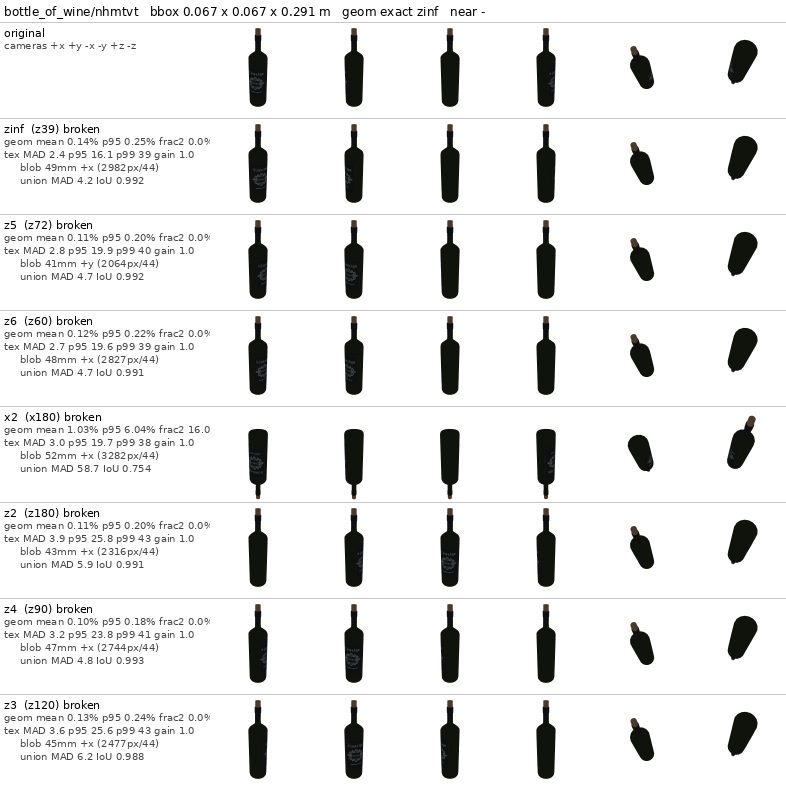 bottle_of_wine/nhmtvt bbox 0.067 x 0.067 x 0.291 m geom exact zinf near -
original
cameras +x +y -x -y +z -z
zinf (z39) broken
geom mean 0.14% p95 0.25% frac2 0.0%
tex MAD 2.4 p95 16.1 p99 39 gain 1.0
blob 49mm +x (2982px/44)
union MAD 4.2 IoU 0.992
z5 (z72) broken
geom mean 0.11% p95 0.20% frac2 0.0%
tex MAD 2.8 p95 19.9 p99 40 gain 1.0
blob 41mm +y (2064px/44)
union MAD 4.7 IoU 0.992
z6 (z60) broken
geom mean 0.12% p95 0.22% frac2 0.0%
tex MAD 2.7 p95 19.6 p99 39 gain 1.0
blob 48mm +x (2827px/44)
union MAD 4.7 IoU 0.991
x2 (x180) broken
geom mean 1.03% p95 6.04% frac2 16.0
tex MAD 3.0 p95 19.7 p99 38 gain 1.0
blob 52mm +x (3282px/44)
union MAD 58.7 IoU 0.754
z2 (z180) broken
geom mean 0.11% p95 0.20% frac2 0.0%
tex MAD 3.9 p95 25.8 p99 43 gain 1.0
blob 43mm +x (2316px/44)
union MAD 5.9 IoU 0.991
z4 (z90) broken
geom mean 0.10% p95 0.18% frac2 0.0%
tex MAD 3.2 p95 23.8 p99 41 gain 1.0
blob 47mm +x (2744px/44)
union MAD 4.8 IoU 0.993
z3 (z120) broken
geom mean 0.13% p95 0.24% frac2 0.0%
tex MAD 3.6 p95 25.6 p99 43 gain 1.0
blob 45mm +x (2477px/44)
union MAD 6.2 IoU 0.988